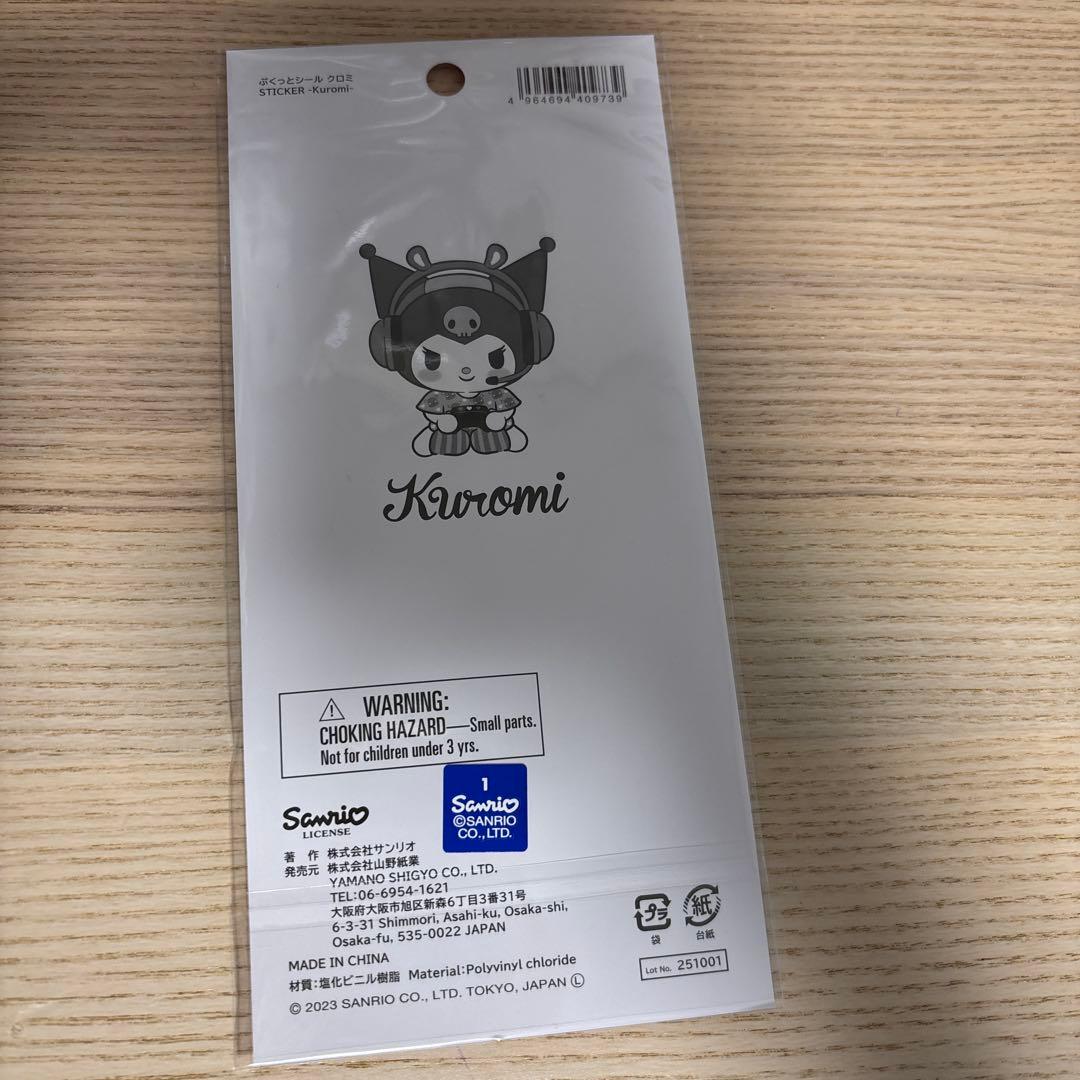 ぷくっとシール クロミ
STICKER -Kuromi-
4 964694 409739
Kuromi
WARNING:
CHOKING HAZARD—Small parts.
Not for children under 3 yrs.
1
Sanrio
©SANRIO
CO.,LTD.
Sanrio
LICENSE
著 作 株式会社サンリオ
発売元 株式会社山野紙業
YAMANO SHIGYO CO., LTD.
TEL:06-6954-1621
大阪府大阪市旭区新森6丁目3番31号
6-3-31 Shinmori, Asahi-ku, Osaka-shi,
Osaka-fu, 535-0022 JAPAN
MADE IN CHINA
材質:塩化ビニル樹脂 Material:Polyvinyl chloride
© 2023 SANRIO CO., LTD. TOKYO, JAPAN Ⓛ
プラ
袋
紙
台紙
Lot No. 251001